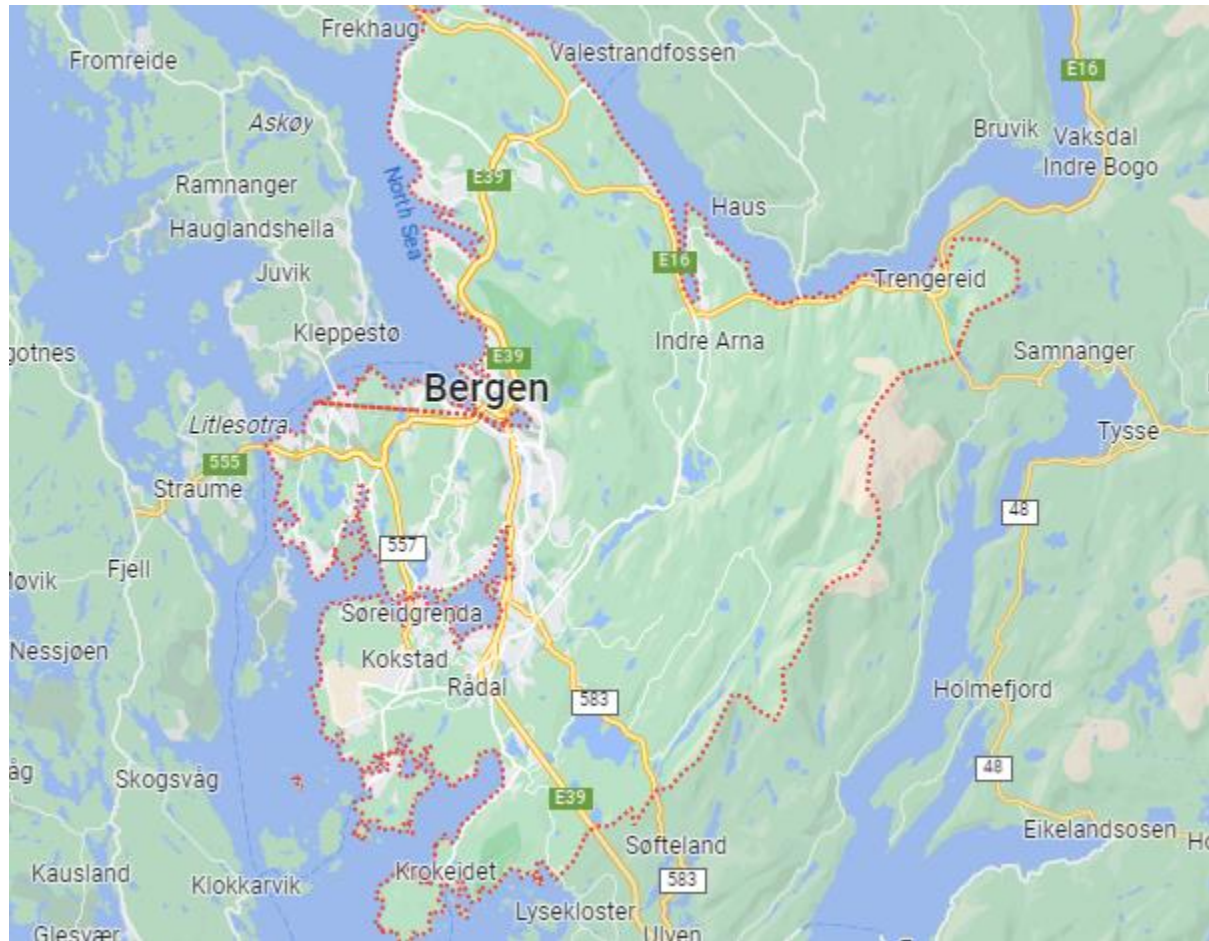 Frekhaug
Valestrandfossen
Fromreide
E16
Askøy
Bruvik
Vaksdal
Indre Bogo
Ramnanger
E39
North Sea
Haus
Hauglandshella
E16
Juvik
Trengereid
Kleppestø
Indre Arna
gotnes
E39
Samnanger
Bergen
Litlesotra
Tysse
555
Straume
48
557
Fjell
Søreidgrenda
Nessjøen
Kokstad
Rådal
Holmefjord
583
åg
Skogsvåg
48
E39
Eikelandsosen
Søfteland
Krokeidet
Kausland
Klokkarvik
583
Lysekloster
Glesvær
Ulven